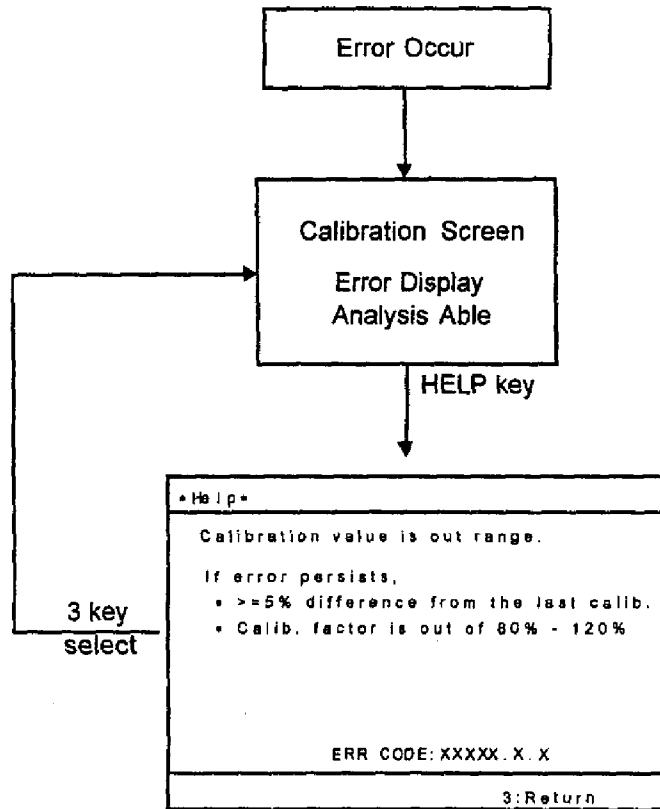 Error Occur
Calibration Screen
Error Display
Analysis Able
HELP key
*Help*
Calibration value is out range.
If error persists,
• >=5% difference from the last calib.
• Calib. factor is out of 80% - 120%
3 key
select
ERR CODE: XXXXX. X. X
3:Return